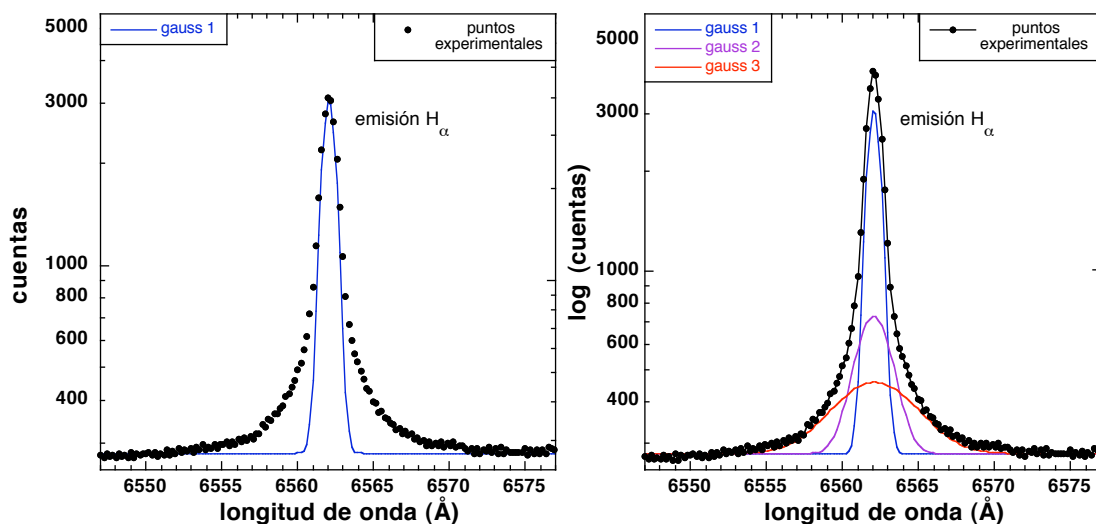 gauss 1
puntos
experimentales
emisión Hα
5000
3000
1000
800
600
400
cuentas
6550 6555 6560 6565 6570 6575
longitud de onda (Å)
gauss 1
gauss 2
gauss 3
puntos
experimentales
emisión Hα
5000
3000
1000
800
600
400
log (cuentas)
6550 6555 6560 6565 6570 6575
longitud de onda (Å)